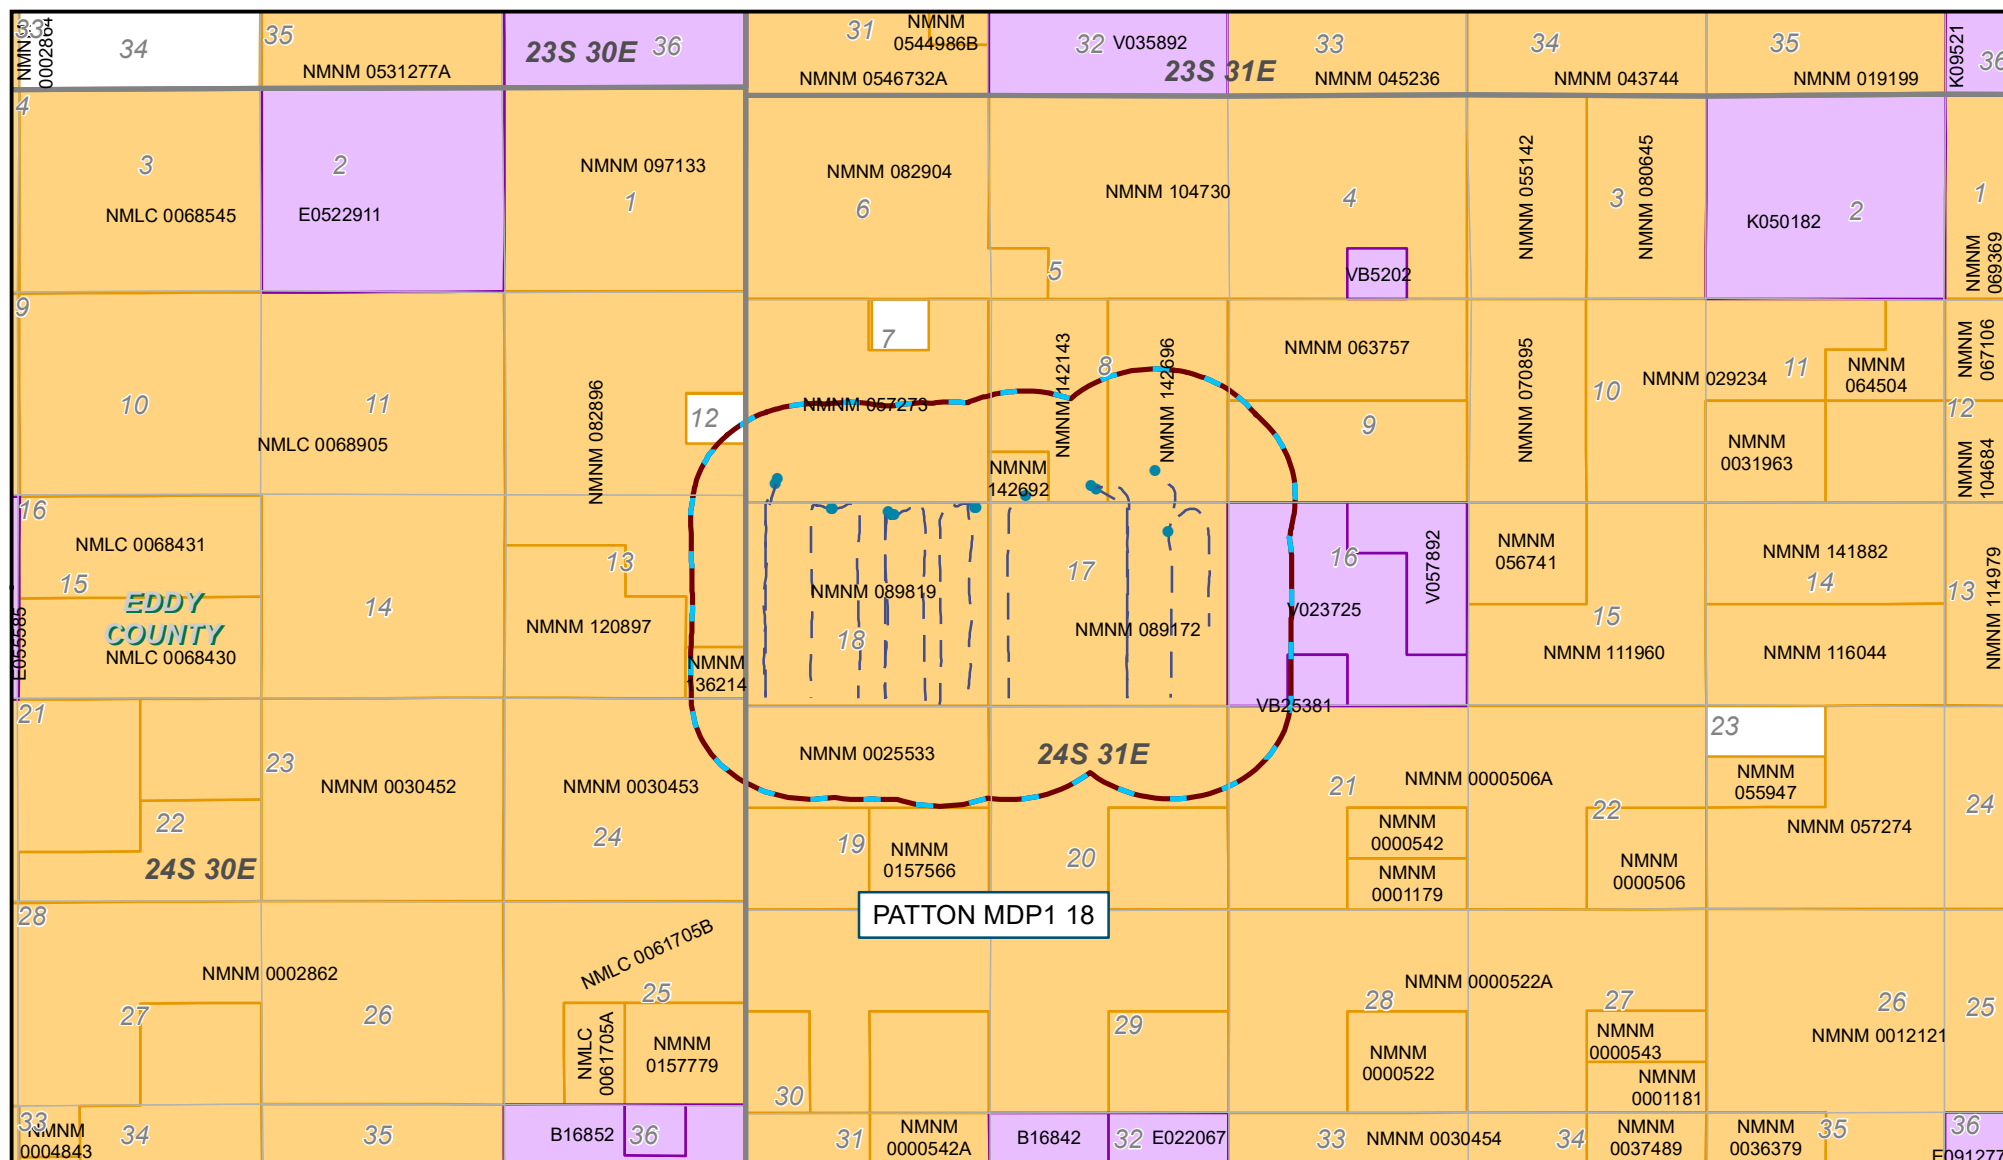 33
NMNM
0002864
34
35
NMNM 0531277A
23S 30E
36
31
NMNM
0544986B
NMNM 0546732A
32
V035892
23S 31E
33
NMNM 045236
34
NMNM 043744
35
NMNM 019199
K09521
36
4
3
NMLC 0068545
2
E0522911
NMNM 097133
1
NMNM 082904
6
NMNM 104730
5
4
VB5202
NMNM 055142
3
NMNM 080645
K050182
2
1
NMNM
069369
9
10
11
NMLC 0068905
NMNM 082896
12
7
NMNM 057273
NMNM 142143
8
NMNM 142696
NMNM
142692
NMNM 063757
9
NMNM 070895
10
NMNM 029234
11
NMNM
064504
NMNM
067106
12
NMNM
0031963
NMNM
104684
16
NMLC 0068431
15
EDDY
COUNTY
NMLC 0068430
E055585
14
13
NMNM 120897
NMNM
136214
NMNM 089819
18
17
NMNM 089172
16
V023725
V057892
VB25381
NMNM
056741
15
NMNM 111960
NMNM 141882
14
NMNM 116044
13
NMNM 114979
21
22
24S 30E
23
NMNM 0030452
NMNM 0030453
24
NMNM 0025533
24S 31E
19
NMNM
0157566
20
21
NMNM 0000506A
NMNM
0000542
NMNM
0001179
22
NMNM
0000506
23
NMNM
055947
NMNM 057274
24
PATTON MDP1 18
28
NMNM 0002862
27
26
NMLC 0061705B
25
NMLC
0061705A
NMNM
0157779
30
29
28
NMNM 0000522A
NMNM
0000522
27
NMNM
0000543
NMNM
0001181
26
NMNM 0012121
25
33
NMNM
0004843
34
35
B16852
36
31
NMNM
0000542A
B16842
32
E022067
33
NMNM 0030454
34
NMNM
0037489
NMNM
0036379
35
36
E091277